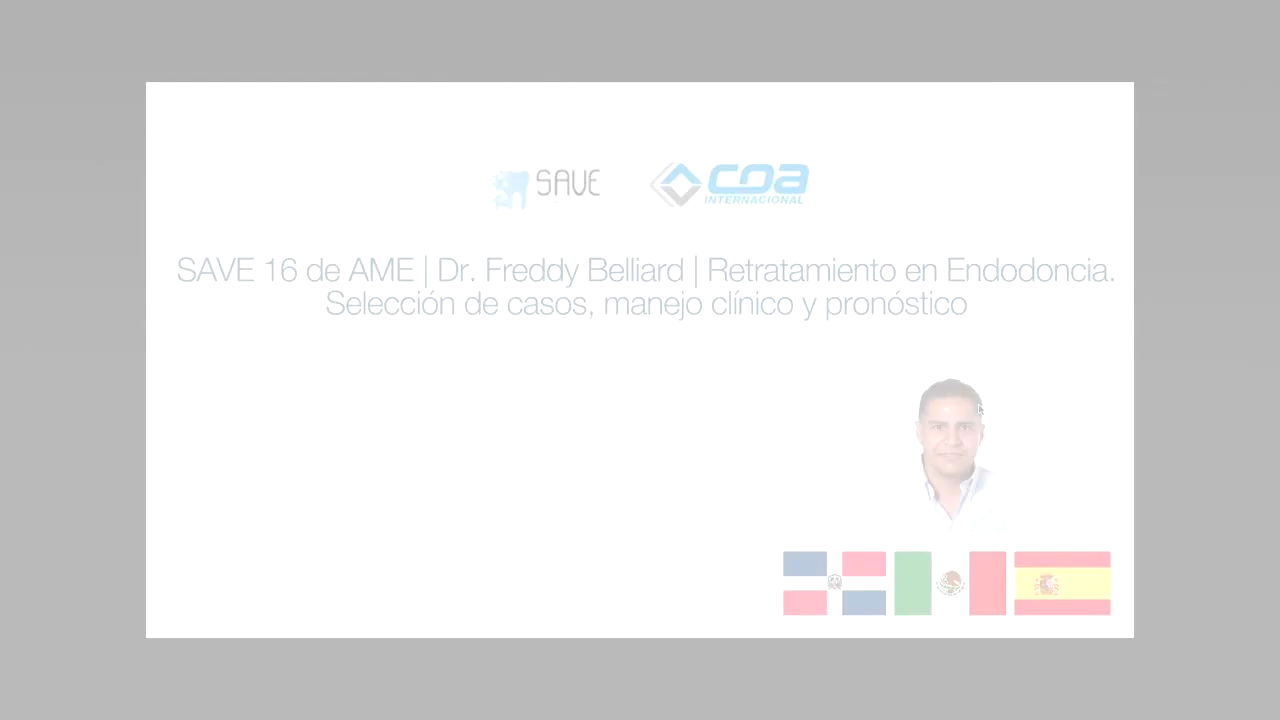 SAVE
COA
INTERNACIONAL
SAVE 16 de AME | Dr. Freddy Belliard | Retratamiento en Endodoncia.
Selección de casos, manejo clínico y pronóstico